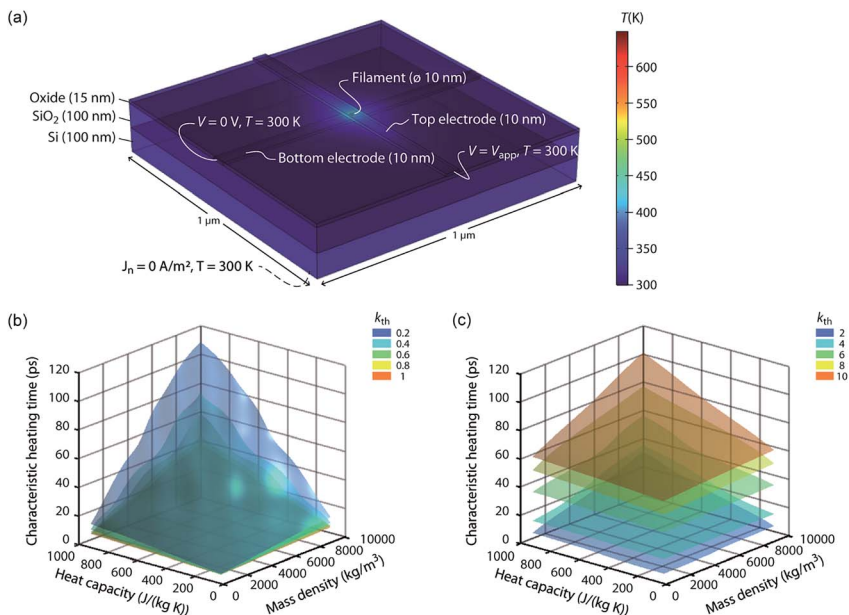 (a)
T(K)
Filament (ø 10 nm)
Oxide (15 nm)
SiO₂ (100 nm)
Si (100 nm)
V = 0 V, T = 300 K
Top electrode (10 nm)
Bottom electrode (10 nm)
V = Vapp, T = 300 K
1 µm
1 µm
Jn = 0 A/m², T = 300 K
600
550
500
450
400
350
300
(b)
kth
0.2
0.4
0.6
0.8
1
Characteristic heating time (ps)
120
100
80
60
40
20
0
1000
800
600
400
200
0
Heat capacity (J/(kg K))
0
2000
4000
6000
8000
10000
Mass density (kg/m³)
(c)
kth
2
4
6
8
10
Characteristic heating time (ps)
120
100
80
60
40
20
0
1000
800
600
400
200
0
Heat capacity (J/(kg K))
0
2000
4000
6000
8000
10000
Mass density (kg/m³)